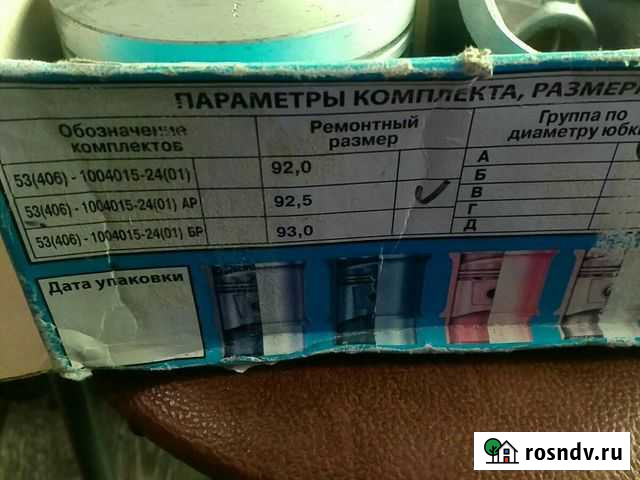 ПАРАМЕТРЫ КОМПЛЕКТА, РАЗМЕРА
Обозначение комплектов
Ремонтный размер
Группа по диаметру юбки
53(406) - 1004015-24(01)
92,0
53(406) - 1004015-24(01) АР
92,5
53(406) - 1004015-24(01) БР
93,0
А
Б
В
Г
Д
Дата упаковки
rosndv.ru